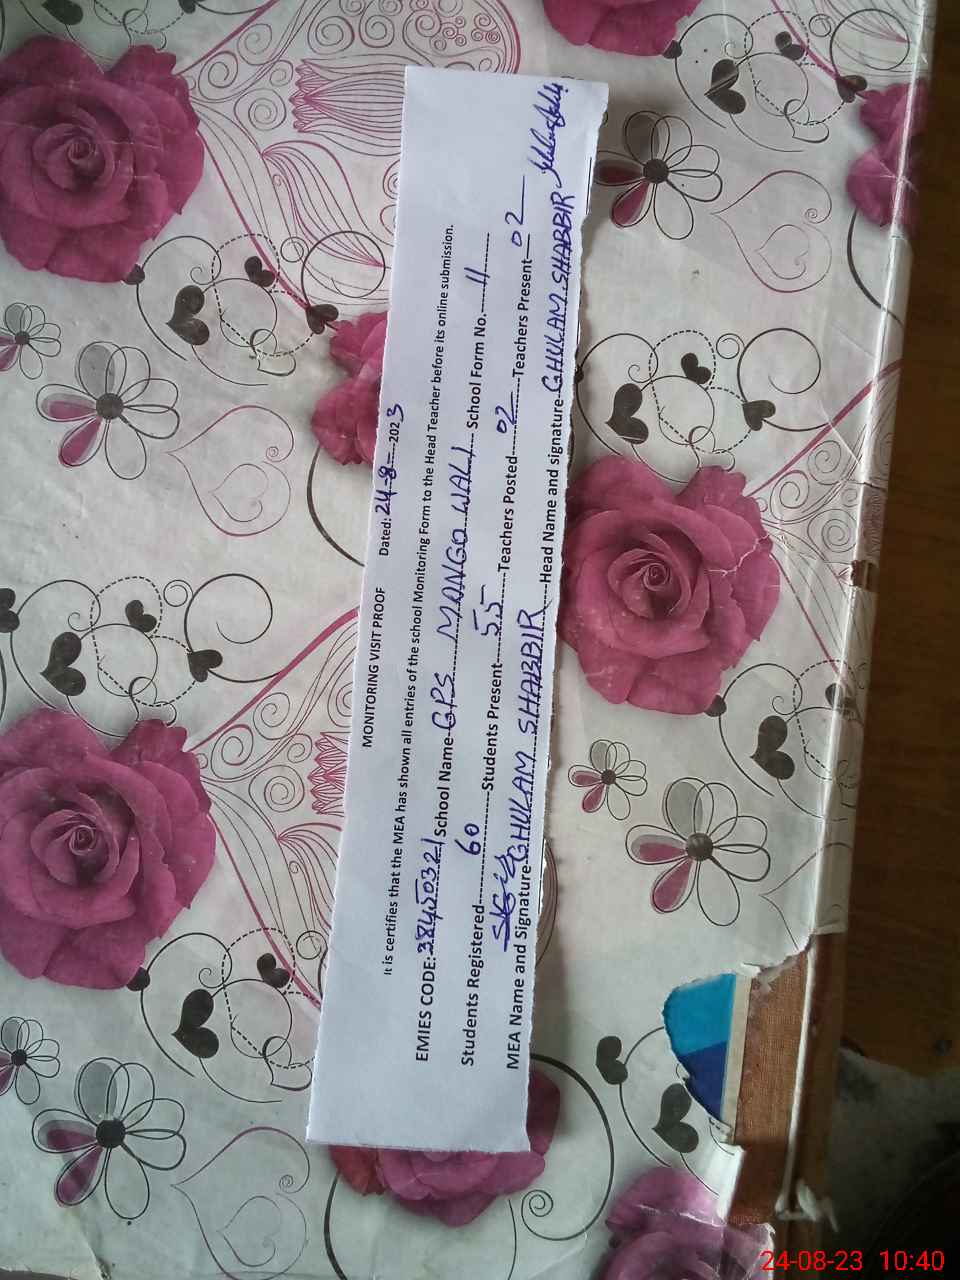 MONITORING VISIT PROOF Dated: 24-8-2023
It is certifies that the MEA has shown all entries of the school Monitoring Form to the Head Teacher before its online submission.
EMIES CODE: 38450321 School Name GPS MANGO WALI School Form No. 11
Students Registered 60 Students Present 55 Teachers Posted 02 Teachers Present 02
MEA Name and Signature GHULAM SHABBIR Head Name and signature GHULAM SHABBIR
24-08-23 10:40